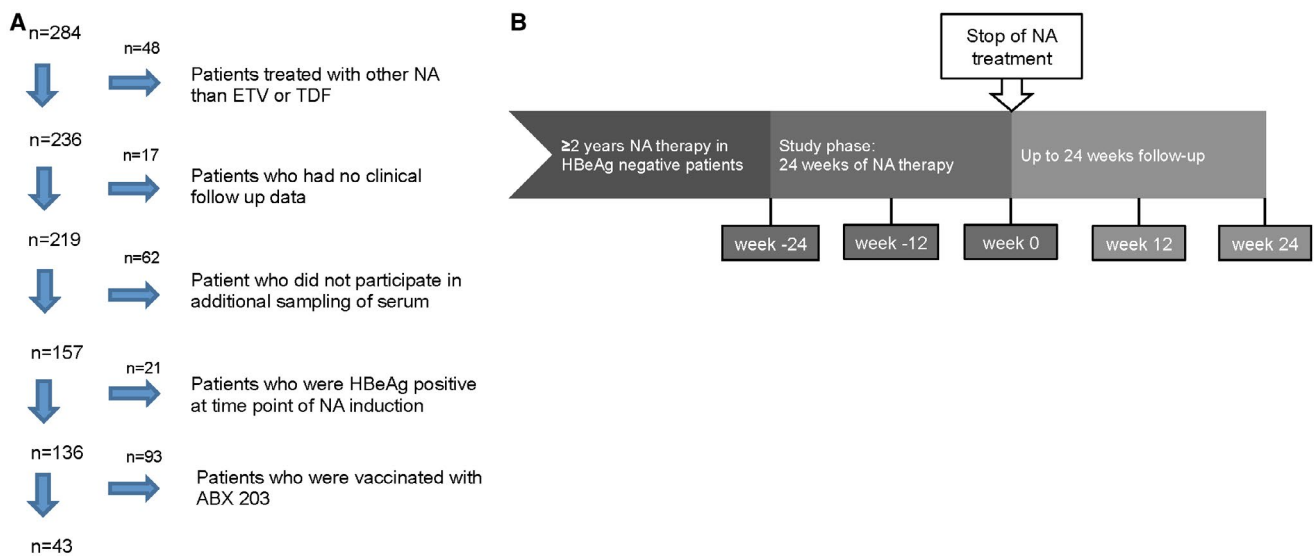 A
n=284
n=48
Patients treated with other NA
than ETV or TDF
n=236
n=17
Patients who had no clinical
follow up data
n=219
n=62
Patient who did not participate in
additional sampling of serum
n=157
n=21
Patients who were HBeAg positive
at time point of NA induction
n=136
n=93
Patients who were vaccinated with
ABX 203
n=43
B
Stop of NA
treatment
≥2 years NA therapy in
HBeAg negative patients
Study phase:
24 weeks of NA therapy
Up to 24 weeks follow-up
week -24
week -12
week 0
week 12
week 24